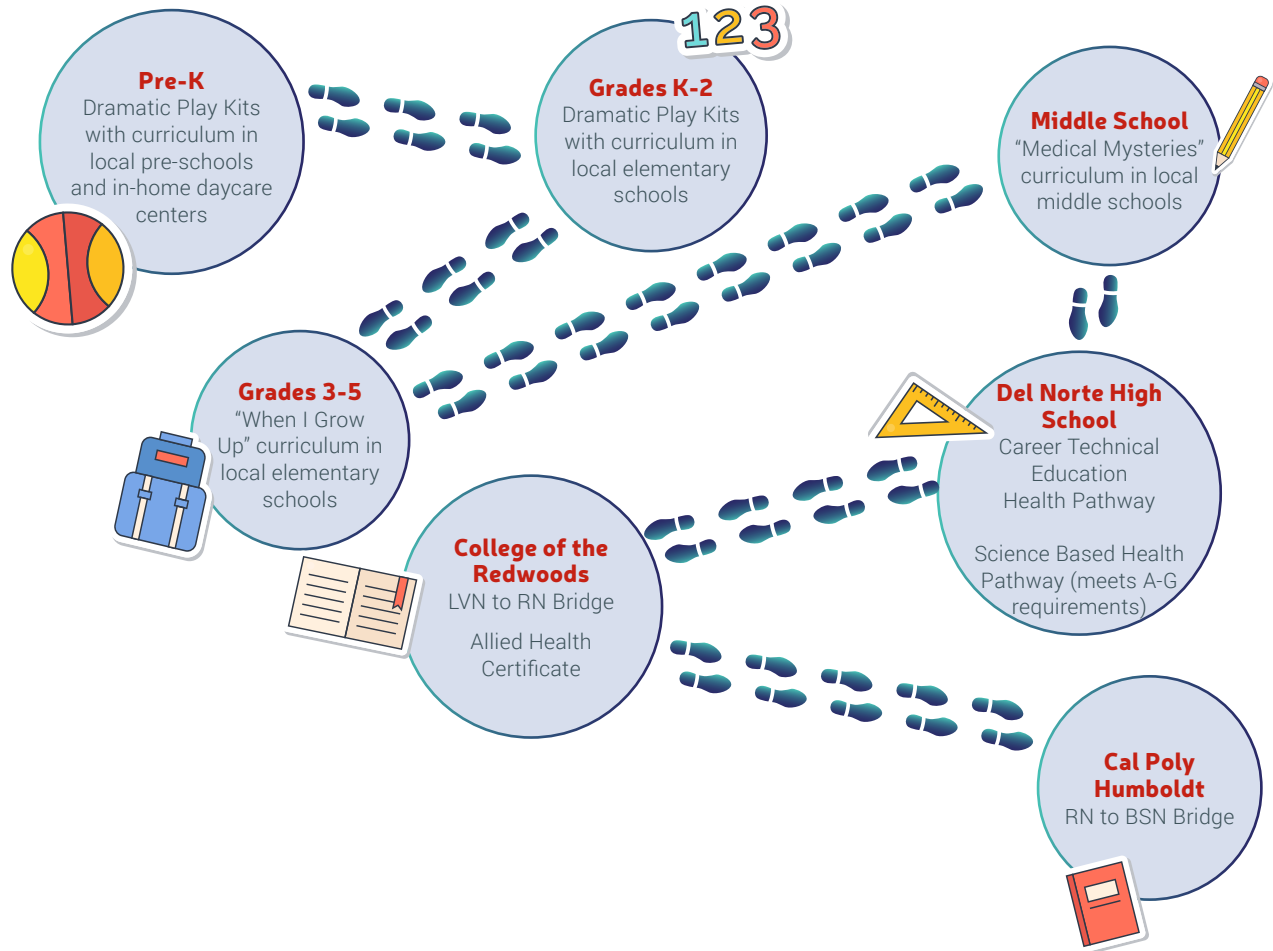 Pre-K
Dramatic Play Kits
with curriculum in
local pre-schools
and in-home daycare
centers
1 2 3
Grades K-2
Dramatic Play Kits
with curriculum in
local elementary
schools
Grades 3-5
“When I Grow
Up” curriculum in
local elementary
schools
Middle School
“Medical Mysteries”
curriculum in local
middle schools
Del Norte High
School
Career Technical
Education
Health Pathway
Science Based Health
Pathway (meets A-G
requirements)
College of the
Redwoods
LVN to RN Bridge
Allied Health
Certificate
Cal Poly
Humboldt
RN to BSN Bridge